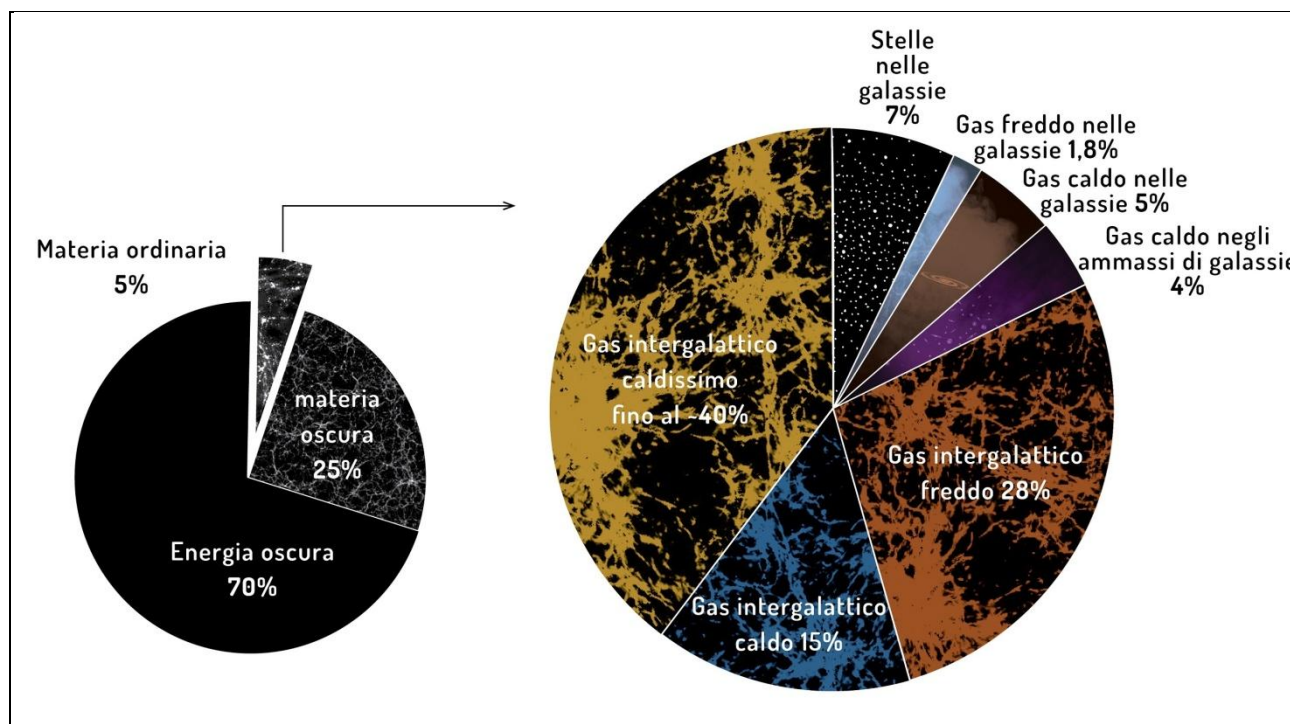 Materia ordinaria
5%
materia
oscura
25%
Energia oscura
70%
Stelle
nelle
galassie
7%
Gas freddo nelle
galassie 1,8%
Gas caldo nelle
galassie 5%
Gas caldo negli
ammassi di galassie
4%
Gas intergalattico
caldissimo
fino al ~40%
Gas intergalattico
freddo 28%
Gas intergalattico
caldo 15%